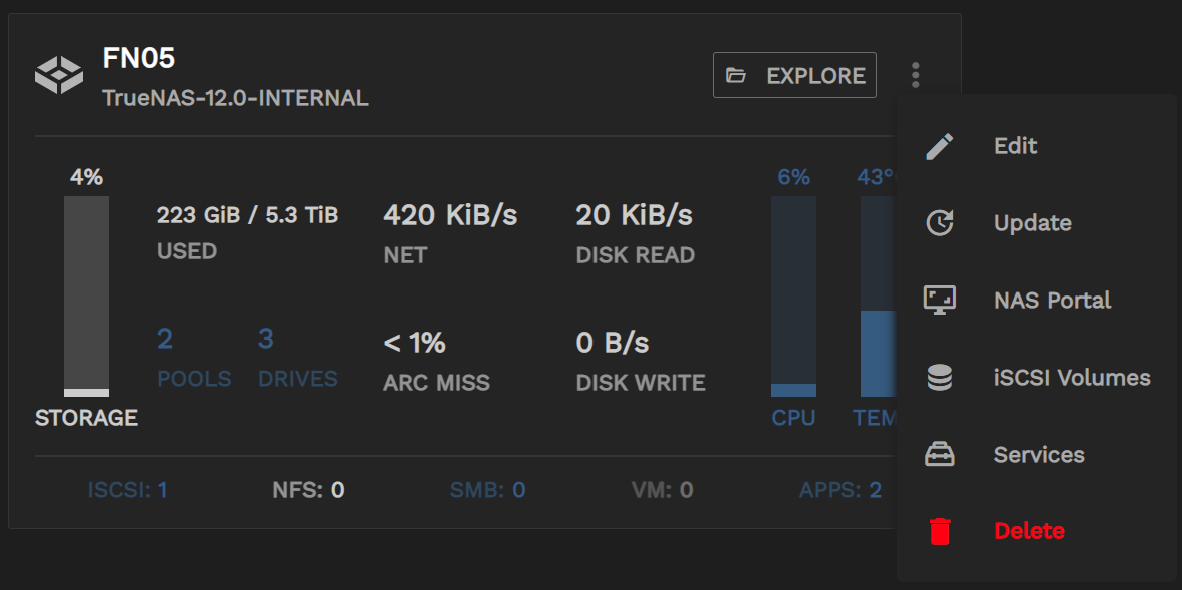 FN05
TrueNAS-12.0-INTERNAL
EXPLORE
4%
223 GiB / 5.3 TiB
USED
420 KiB/s
NET
20 KiB/s
DISK READ
6%
43°
2
POOLS
3
DRIVES
< 1%
ARC MISS
0 B/s
DISK WRITE
STORAGE
CPU
TEM
ISCSI: 1
NFS: 0
SMB: 0
VM: 0
APPS: 2
Edit
Update
NAS Portal
iSCSI Volumes
Services
Delete